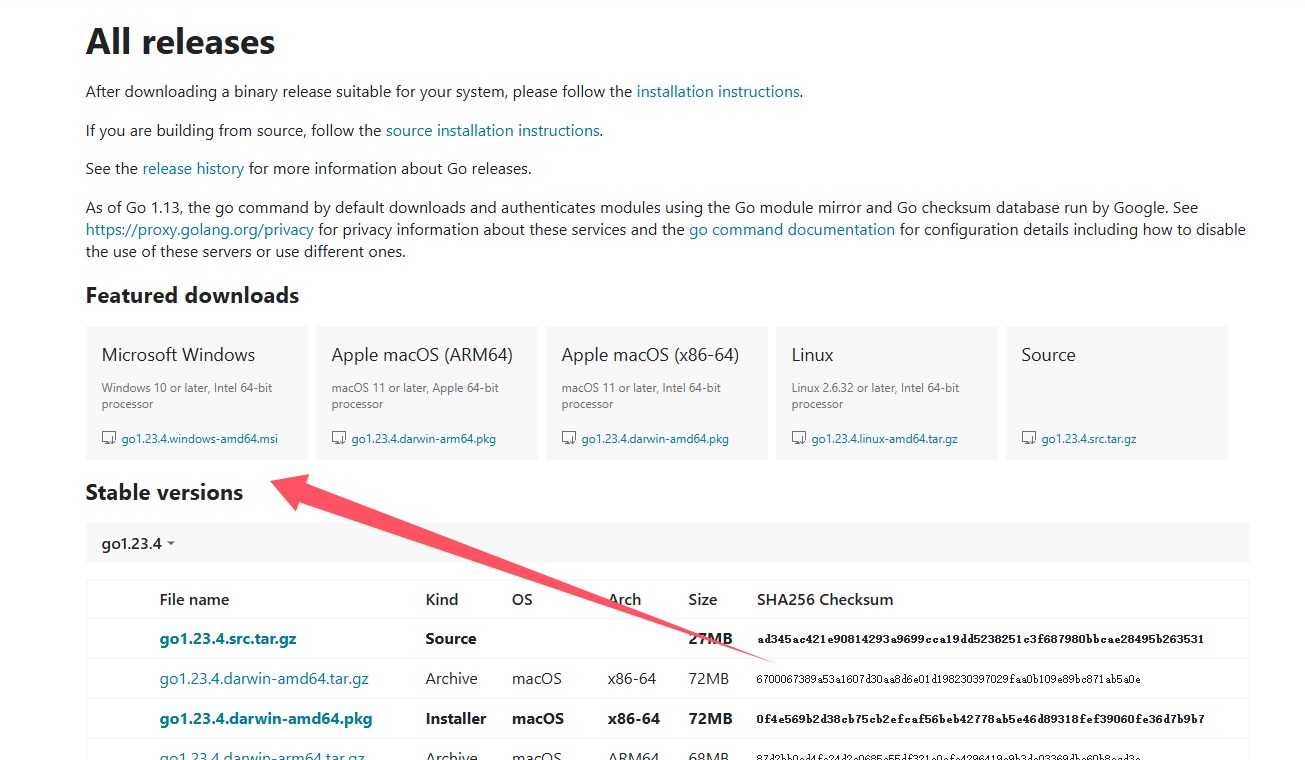 All releases
After downloading a binary release suitable for your system, please follow the installation instructions.
If you are building from source, follow the source installation instructions.
See the release history for more information about Go releases.
As of Go 1.13, the go command by default downloads and authenticates modules using the Go module mirror and Go checksum database run by Google. See
https://proxy.golang.org/privacy for privacy information about these services and the go command documentation for configuration details including how to disable
the use of these servers or use different ones.
Featured downloads
Microsoft Windows
Windows 10 or later, Intel 64-bit
processor
go1.23.4.windows-amd64.msi
Apple macOS (ARM64)
macOS 11 or later, Apple 64-bit
processor
go1.23.4.darwin-arm64.pkg
Apple macOS (x86-64)
macOS 11 or later, Intel 64-bit
processor
go1.23.4.darwin-amd64.pkg
Linux
Linux 2.6.32 or later, Intel 64-bit
processor
go1.23.4.linux-amd64.tar.gz
Source
go1.23.4.src.tar.gz
Stable versions
go1.23.4
File name Kind OS Arch Size SHA256 Checksum
go1.23.4.src.tar.gz Source 27MB ad345ac421e90814293a9699cca19dd5238251c3f687980bbcae28495b263531
go1.23.4.darwin-amd64.tar.gz Archive macOS x86-64 72MB 6700067389a53a1607d30aa8d6e01d198230397029faa0b109e89bc871ab5a0e
go1.23.4.darwin-amd64.pkg Installer macOS x86-64 72MB 0f4e569b2d38cb75cb2efcaf56beb42778ab5e46d89318fef39060fe36d7b9b7
go1.23.4.darwin-arm64.tar.gz Archive macOS ARM64 68MB